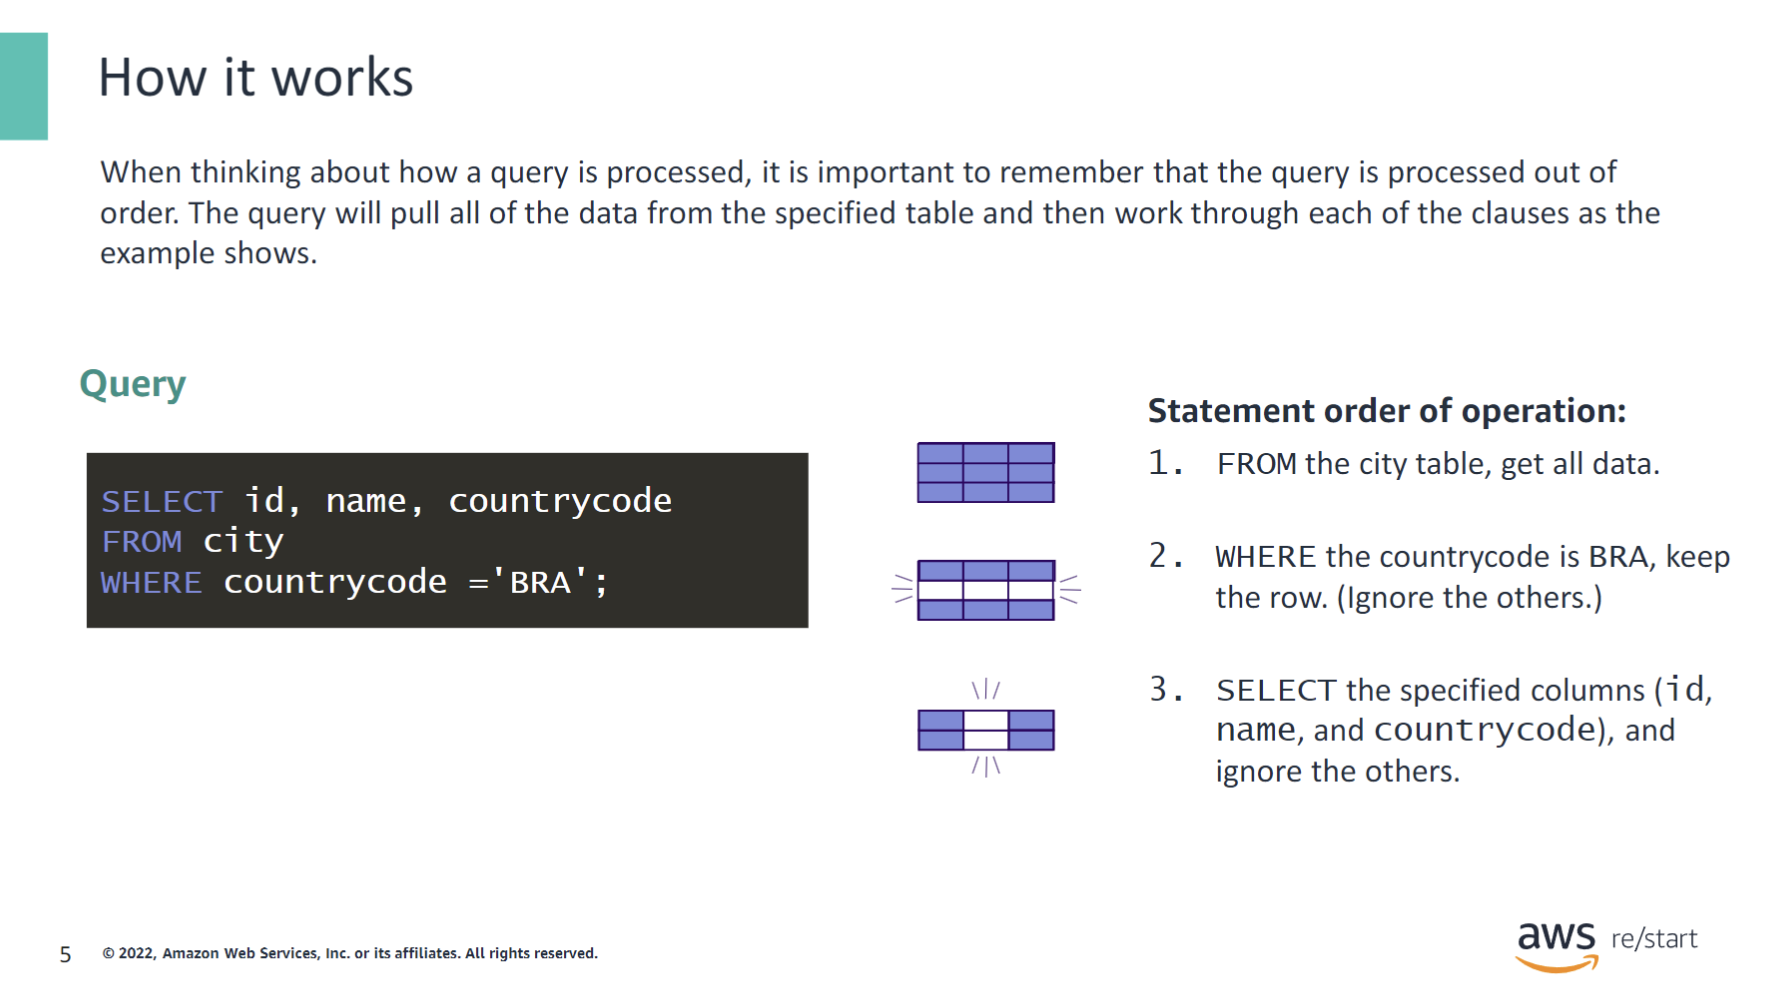 How it works
When thinking about how a query is processed, it is important to remember that the query is processed out of
order. The query will pull all of the data from the specified table and then work through each of the clauses as the
example shows.
Query
SELECT id, name, countrycode
FROM city
WHERE countrycode ='BRA';
Statement order of operation:
1. FROM the city table, get all data.
2. WHERE the countrycode is BRA, keep
the row. (Ignore the others.)
3. SELECT the specified columns (id,
name, and countrycode), and
ignore the others.
5 © 2022, Amazon Web Services, Inc. or its affiliates. All rights reserved.
aws re/start